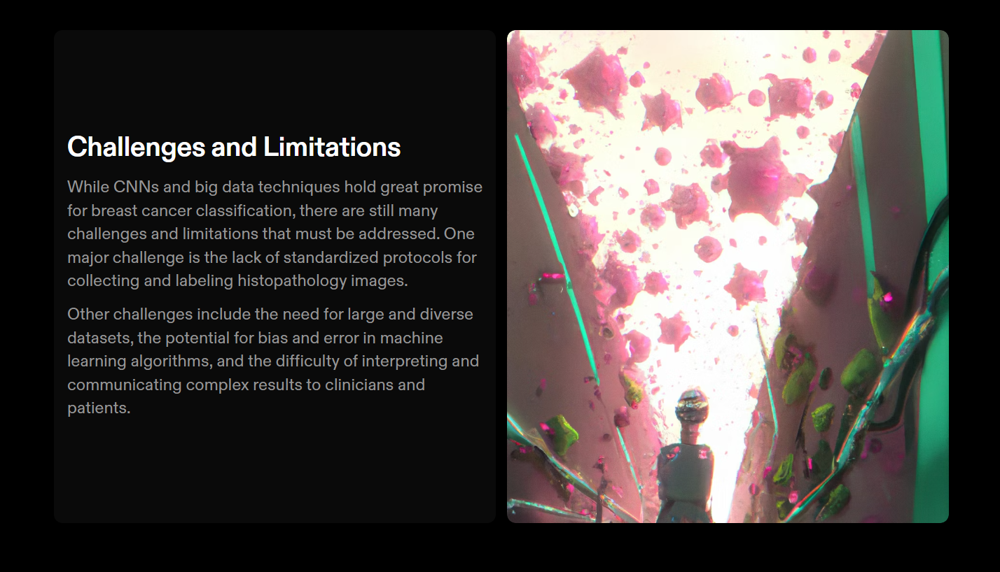 Challenges and Limitations
While CNNs and big data techniques hold great promise
for breast cancer classification, there are still many
challenges and limitations that must be addressed. One
major challenge is the lack of standardized protocols for
collecting and labeling histopathology images.
Other challenges include the need for large and diverse
datasets, the potential for bias and error in machine
learning algorithms, and the difficulty of interpreting and
communicating complex results to clinicians and
patients.